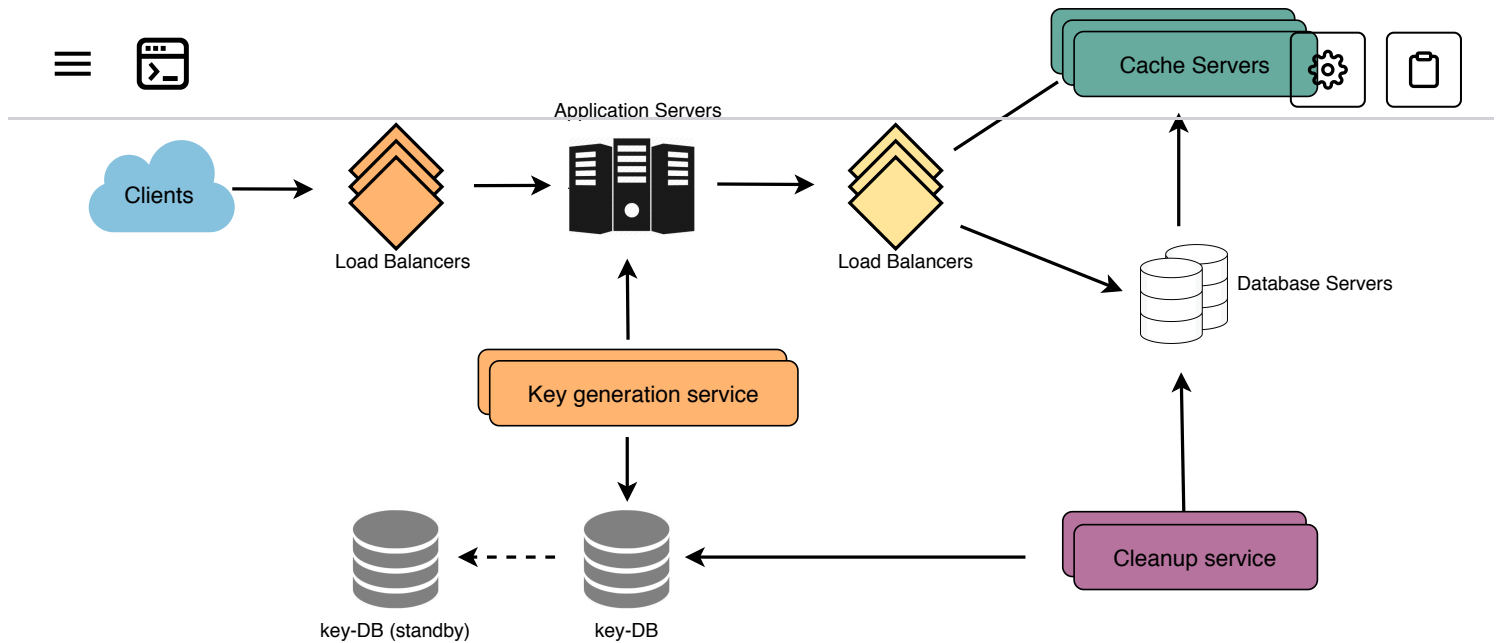 Cache Servers
Application Servers
Clients
Load Balancers
Load Balancers
Database Servers
Key generation service
Cleanup service
key-DB (standby)
key-DB